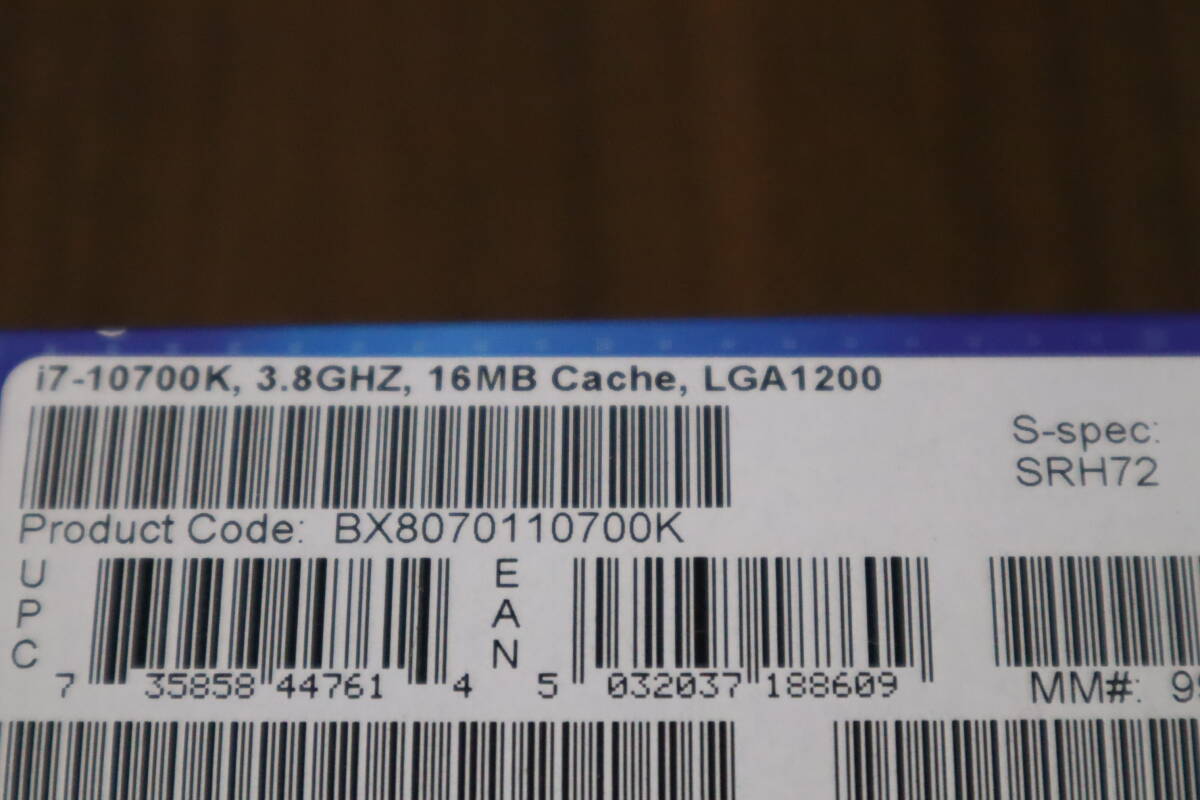 i7-10700K, 3.8GHZ, 16MB Cache, LGA1200
S-spec:
SRH72
Product Code: BX8070110700K
UPC
7 35858 44761 4
EAN
5 032037 188609
MM#: 99